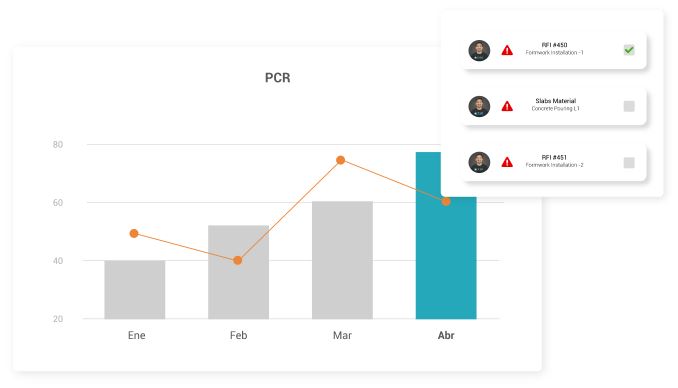 PCR
80
60
40
20
Ene
Feb
Mar
Abr
RFI #450
Formwork Installation -1
Slabs Material
Concrete Pouring L1
RFI #451
Formwork Installation -2